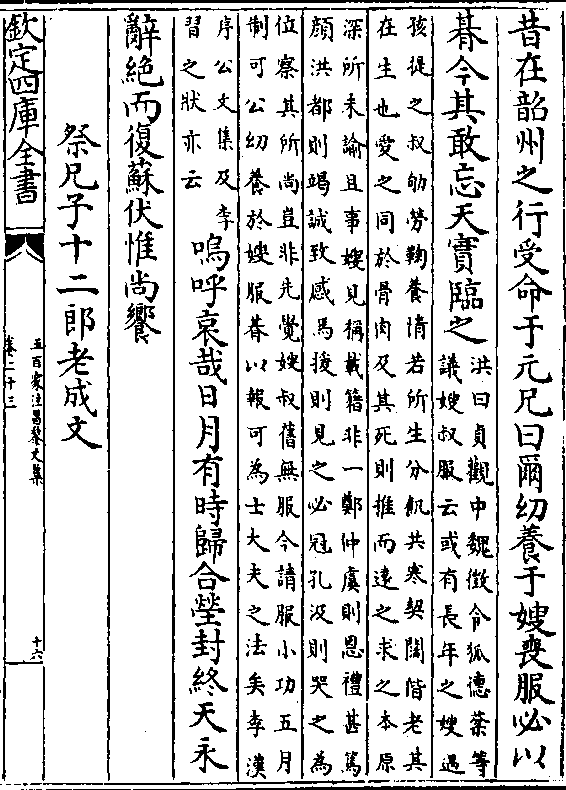 昔在韶州之行受命于元兄曰爾幼養于嫂喪服必以
朞今其敢忘天實臨之
洪曰貞觀中魏徵令狐德棻等
議嫂叔服云或有長年之嫂遇
孩提之叔劬勞鞠養情若所生分飢共寒契闊偕老其
在生也愛之同於骨肉及其死則推而遠之求之本原
深所未諭且事嫂見稱載籍非一鄭仲虞則恩禮甚篤
顔洪都則竭誠致感馬援則見之必冠孔汲則哭之為
位察其所尚豈非先覺嫂叔舊無服今請服小功五月
制可公幼養於嫂服朞以報可為士大夫之法矣李漢
序公文集及李
習之狀亦云
嗚呼哀哉日月有時歸合塋封終天永
辭絶而復蘇伏惟尚饗
祭兄子十二郎老成文
欽定四庫全書
五百家注昌黎文集
卷二十三
十六